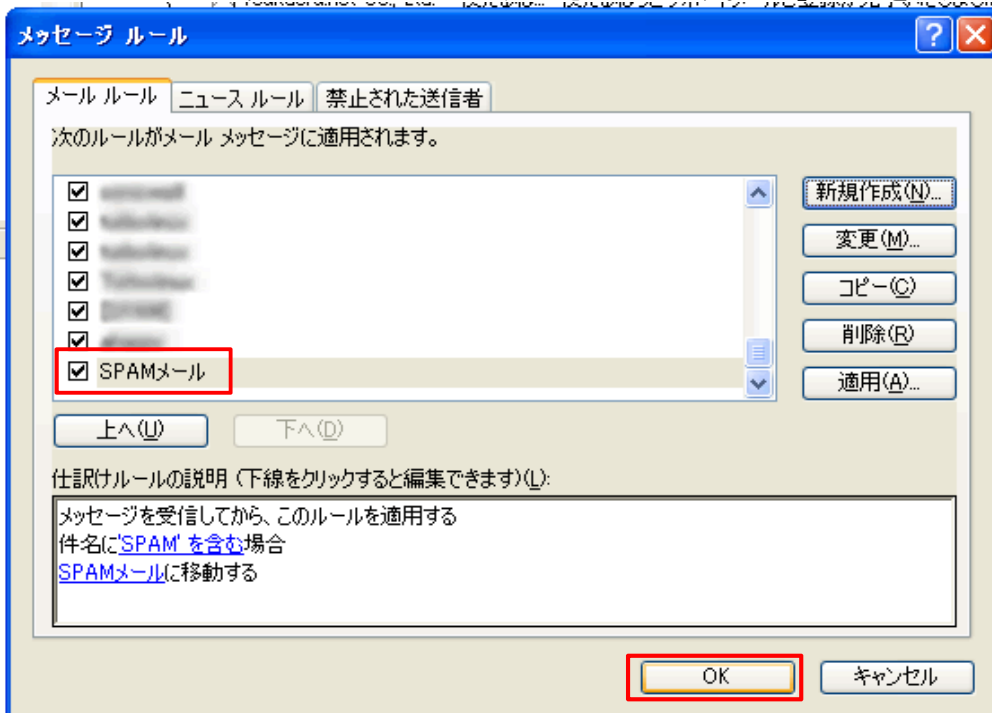 メッセージ ルール
メール ルール
ニュース ルール
禁止された送信者
次のルールがメール メッセージに適用されます。
新規作成(N)...
変更(M)...
コピー(C)
削除(R)
SPAMメール
適用(A)...
上へ(U)
下へ(D)
仕訳けルールの説明 (下線をクリックすると編集できます)(L):
メッセージを受信してから、このルールを適用する
件名に'SPAM' を含む場合
SPAMメールに移動する
OK
キャンセル